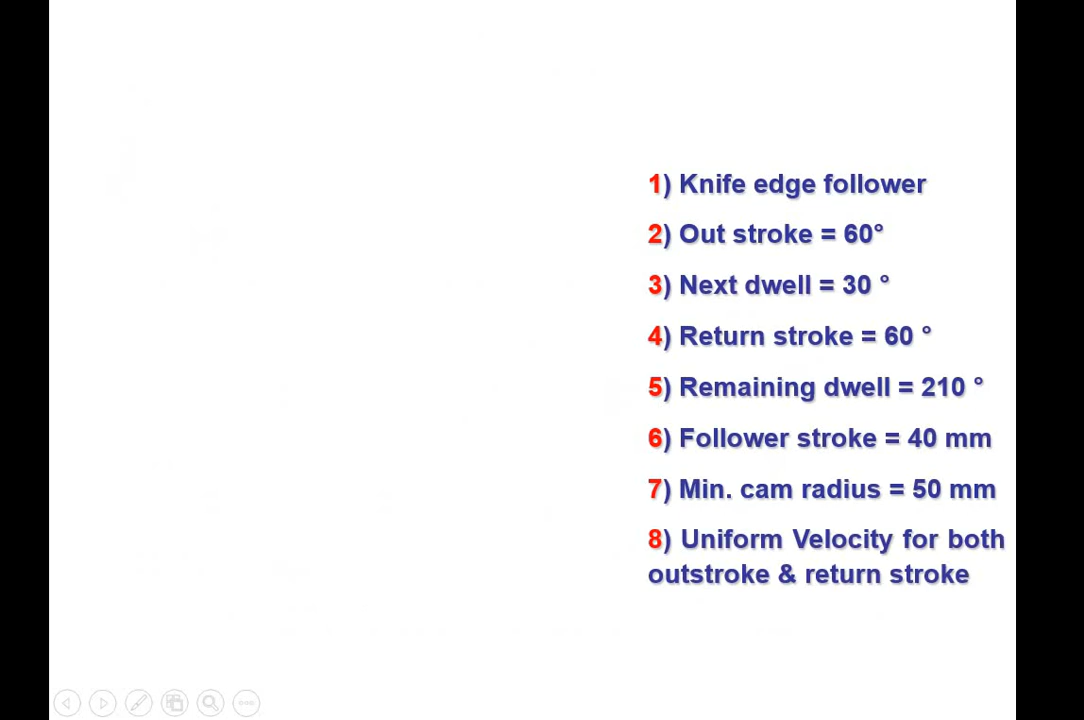 1) Knife edge follower
2) Out stroke = 60°
3) Next dwell = 30 °
4) Return stroke = 60 °
5) Remaining dwell = 210 °
6) Follower stroke = 40 mm
7) Min. cam radius = 50 mm
8) Uniform Velocity for both
outstroke & return stroke